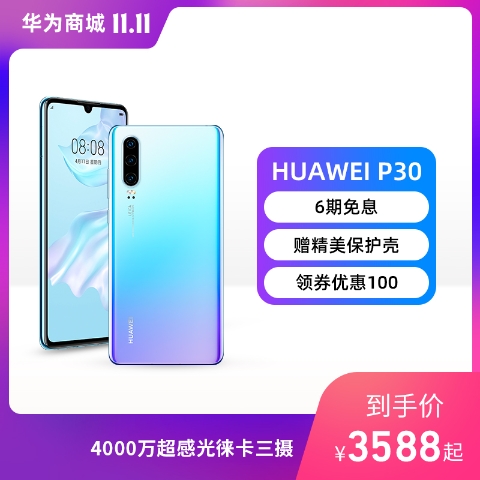 华为商城 11.11
08:08
HUAWEI
HUAWEI P30
6期免息
赠精美保护壳
领券优惠100
4000万超感光徕卡三摄
到手价
¥3588起